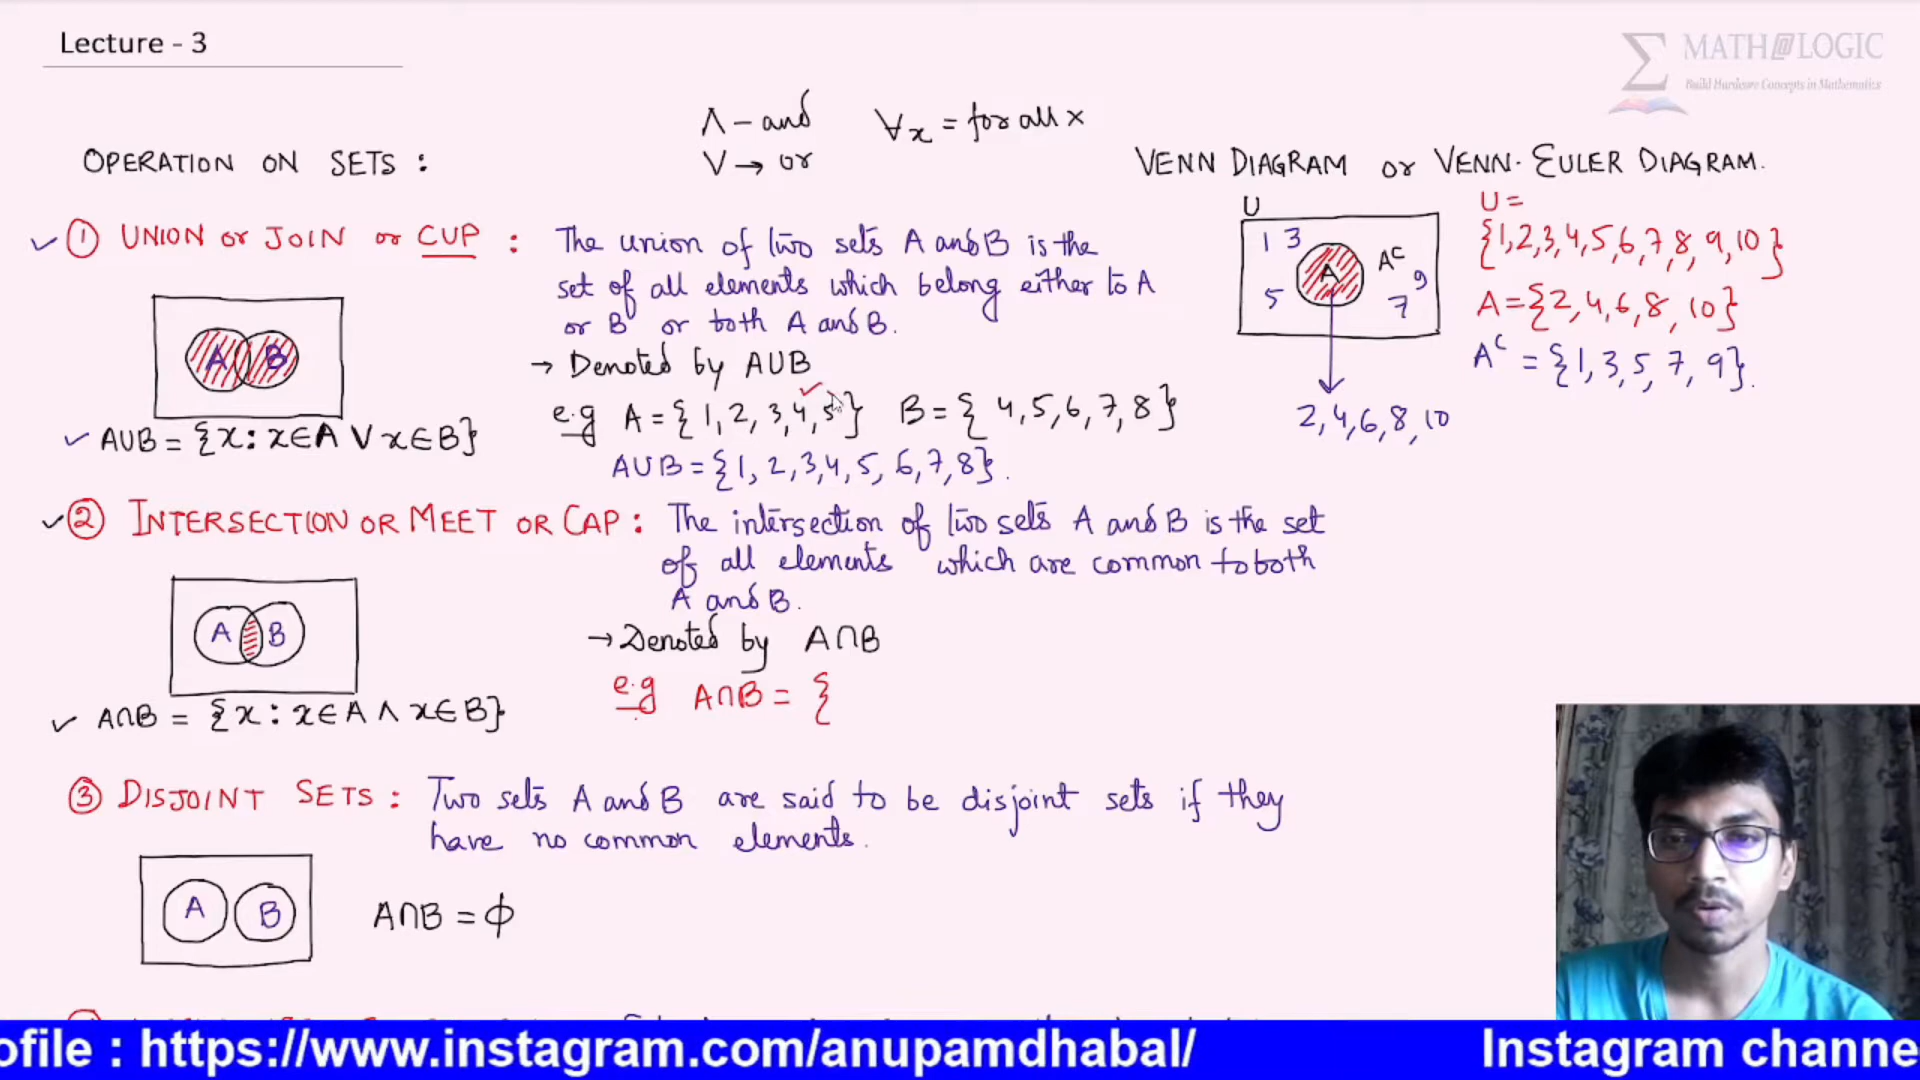 Lecture - 3
MATH@LOGIC
Build Hardcore Concepts in Mathematics
∧ – and ∀x = for all x
∨ → or
OPERATION ON SETS :
VENN DIAGRAM or VENN-EULER DIAGRAM.
① UNION or JOIN or CUP : The union of two sets A and B is the
set of all elements which belong either to A
or B or both A and B.
→ Denoted by A∪B
A B
e.g A = {1, 2, 3, 4, 5} B = {4, 5, 6, 7, 8}
A∪B = {x : x∈A ∨ x∈B}
A∪B = {1, 2, 3, 4, 5, 6, 7, 8}.
U
1 3
A Aᶜ
5 7 9
2, 4, 6, 8, 10
U =
{1, 2, 3, 4, 5, 6, 7, 8, 9, 10}
A = {2, 4, 6, 8, 10}
Aᶜ = {1, 3, 5, 7, 9}.
② INTERSECTION OR MEET OR CAP : The intersection of two sets A and B is the set
of all elements which are common to both
A and B.
A B
→ Denoted by A∩B
e.g A∩B = {
A∩B = {x : x∈A ∧ x∈B}
③ DISJOINT SETS : Two sets A and B are said to be disjoint sets if they
have no common elements.
A B
A∩B = ϕ
ofile : https://www.instagram.com/anupamdhabal/ Instagram channe